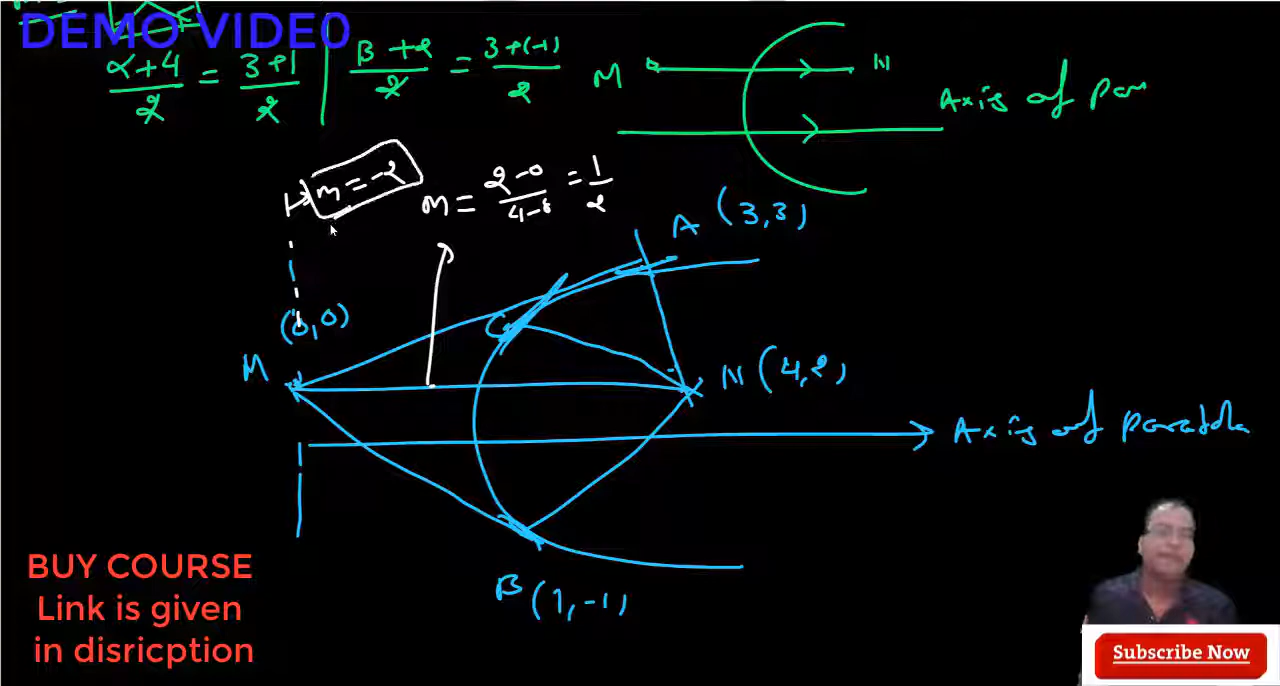 DEMO VIDEO
α+4/2 = 3+1/2 | β+2/2 = 3+(-1)/2
M N
Axis of par
m = -2
m = 2-0/4-0 = 1/2
A (3,3)
(0,0)
C
M N (4,2)
Axis of parabola
B (1,-1)
BUY COURSE
Link is given
in disricption
Subscribe Now